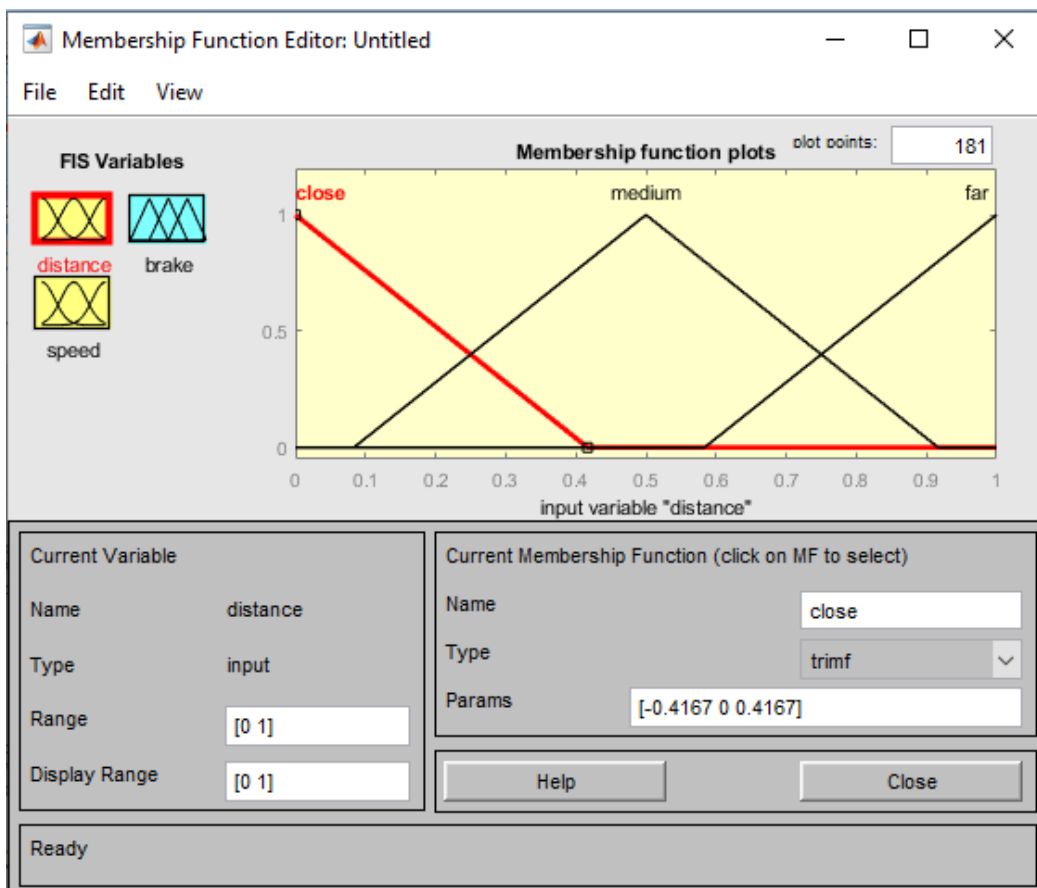 Membership Function Editor: Untitled
File Edit View
FIS Variables
distance
brake
speed
Membership function plots
plot points:
181
close
medium
far
1
0.5
0
0 0.1 0.2 0.3 0.4 0.5 0.6 0.7 0.8 0.9 1
input variable "distance"
Current Variable
Name distance
Type input
Range [0 1]
Display Range [0 1]
Current Membership Function (click on MF to select)
Name close
Type trimf
Params [-0.4167 0 0.4167]
Help Close
Ready